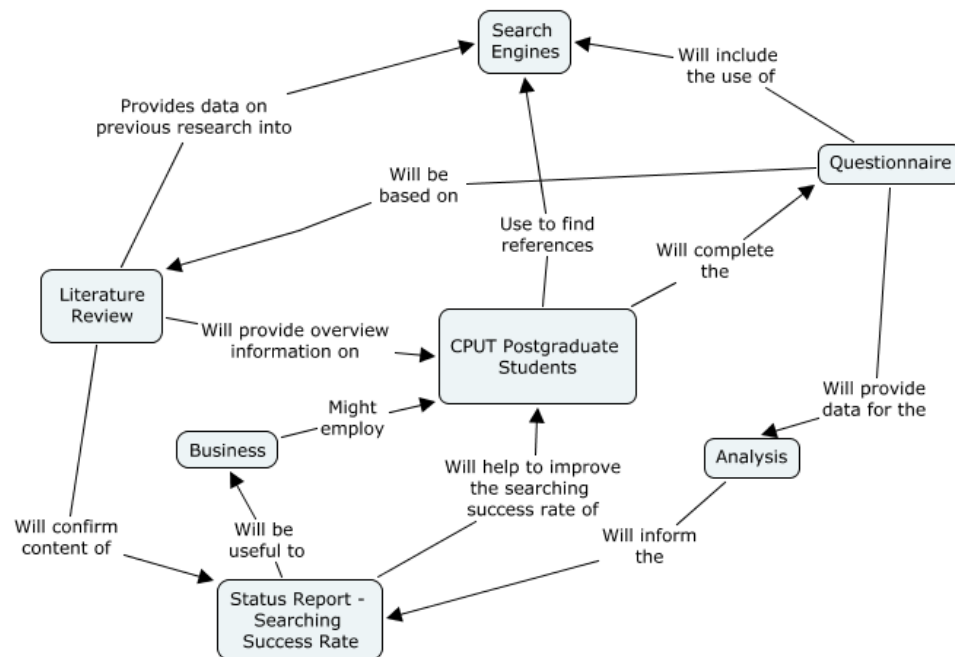 Search
Engines
Will include
the use of
Provides data on
previous research into
Questionnaire
Will be
based on
Use to find
references
Will complete
the
Literature
Review
Will provide overview
information on
CPUT Postgraduate
Students
Will provide
data for the
Might
employ
Business
Analysis
Will help to improve
the searching
success rate of
Will confirm
content of
Will be
useful to
Will inform
the
Status Report -
Searching
Success Rate